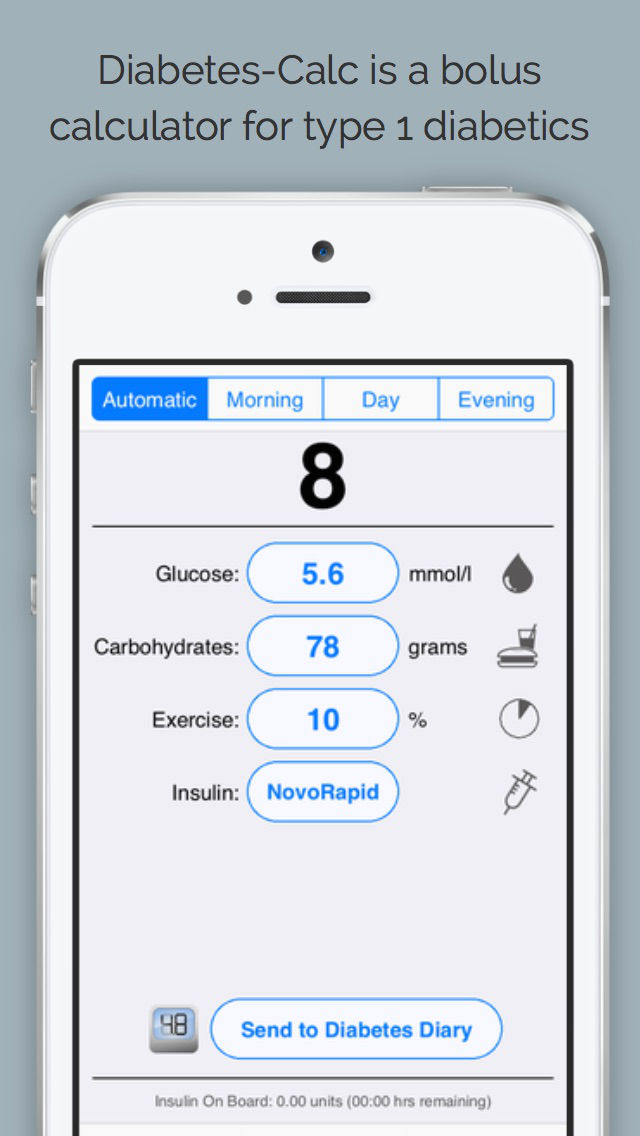 Diabetes-Calc is a bolus
calculator for type 1 diabetics
Automatic Morning Day Evening
8
Glucose: 5.6 mmol/l
Carbohydrates: 78 grams
Exercise: 10 %
Insulin: NovoRapid
4.8 Send to Diabetes Diary
Insulin On Board: 0.00 units (00:00 hrs remaining)